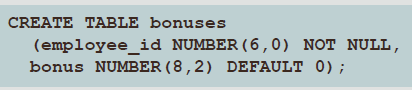 CREATE TABLE bonuses
(employee_id NUMBER(6,0) NOT NULL,
bonus NUMBER(8,2) DEFAULT 0);